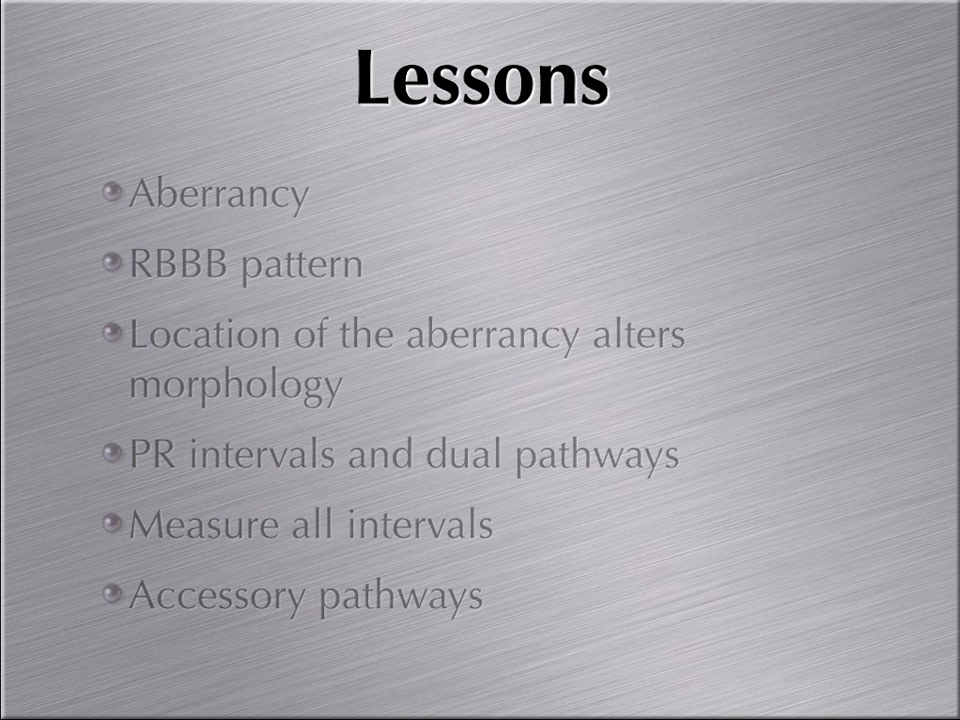 Lessons
Aberrancy
RBBB pattern
Location of the aberrancy alters
morphology
PR intervals and dual pathways
Measure all intervals
Accessory pathways